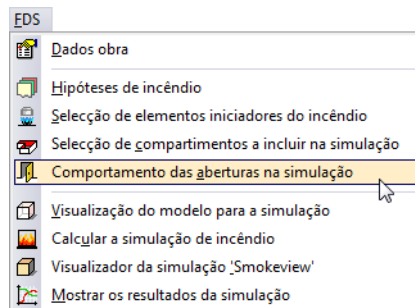 FDS
Dados obra
Hipóteses de incêndio
Selecção de elementos iniciadores do incêndio
Selecção de compartimentos a incluir na simulação
Comportamento das aberturas na simulação
Visualização do modelo para a simulação
Calcular a simulação de incêndio
Visualizador da simulação 'Smokeview'
Mostrar os resultados da simulação